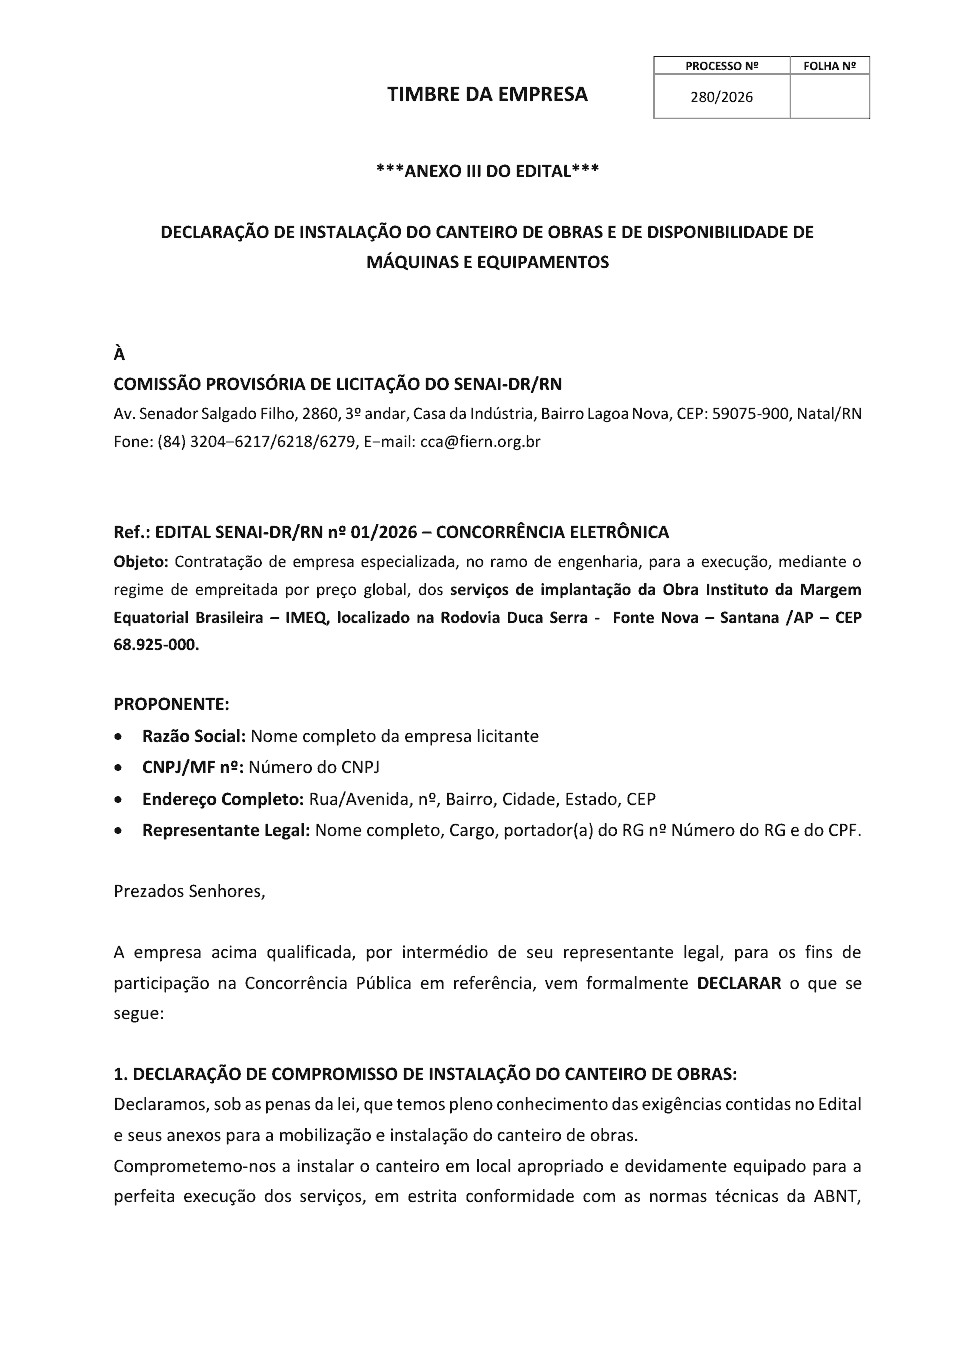 PROCESSO Nº FOLHA Nº
TIMBRE DA EMPRESA
280/2026
***ANEXO III DO EDITAL***
DECLARAÇÃO DE INSTALAÇÃO DO CANTEIRO DE OBRAS E DE DISPONIBILIDADE DE
MÁQUINAS E EQUIPAMENTOS
À
COMISSÃO PROVISÓRIA DE LICITAÇÃO DO SENAI-DR/RN
Av. Senador Salgado Filho, 2860, 3º andar, Casa da Indústria, Bairro Lagoa Nova, CEP: 59075-900, Natal/RN
Fone: (84) 3204–6217/6218/6279, E–mail: cca@fiern.org.br
Ref.: EDITAL SENAI-DR/RN nº 01/2026 – CONCORRÊNCIA ELETRÔNICA
Objeto: Contratação de empresa especializada, no ramo de engenharia, para a execução, mediante o
regime de empreitada por preço global, dos serviços de implantação da Obra Instituto da Margem
Equatorial Brasileira – IMEQ, localizado na Rodovia Duca Serra - Fonte Nova – Santana /AP – CEP
68.925-000.
PROPONENTE:
• Razão Social: Nome completo da empresa licitante
• CNPJ/MF nº: Número do CNPJ
• Endereço Completo: Rua/Avenida, nº, Bairro, Cidade, Estado, CEP
• Representante Legal: Nome completo, Cargo, portador(a) do RG nº Número do RG e do CPF.
Prezados Senhores,
A empresa acima qualificada, por intermédio de seu representante legal, para os fins de
participação na Concorrência Pública em referência, vem formalmente DECLARAR o que se
segue:
1. DECLARAÇÃO DE COMPROMISSO DE INSTALAÇÃO DO CANTEIRO DE OBRAS:
Declaramos, sob as penas da lei, que temos pleno conhecimento das exigências contidas no Edital
e seus anexos para a mobilização e instalação do canteiro de obras.
Comprometemo-nos a instalar o canteiro em local apropriado e devidamente equipado para a
perfeita execução dos serviços, em estrita conformidade com as normas técnicas da ABNT,